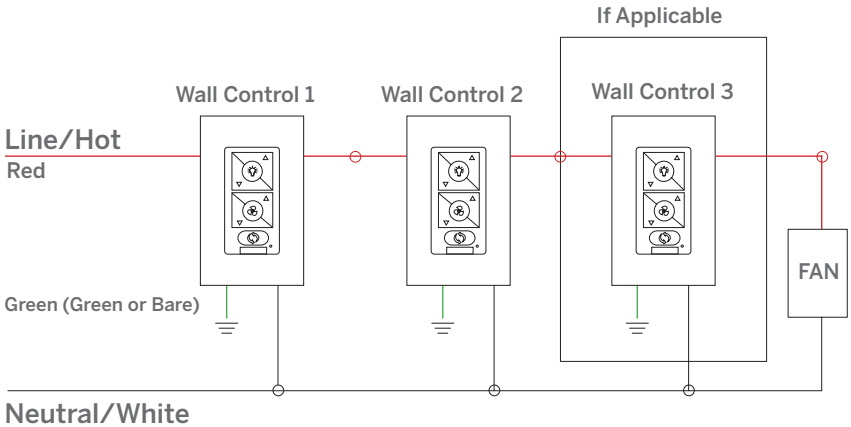 If Applicable
Wall Control 1
Wall Control 2
Wall Control 3
Line/Hot
Red
FAN
Green (Green or Bare)
Neutral/White